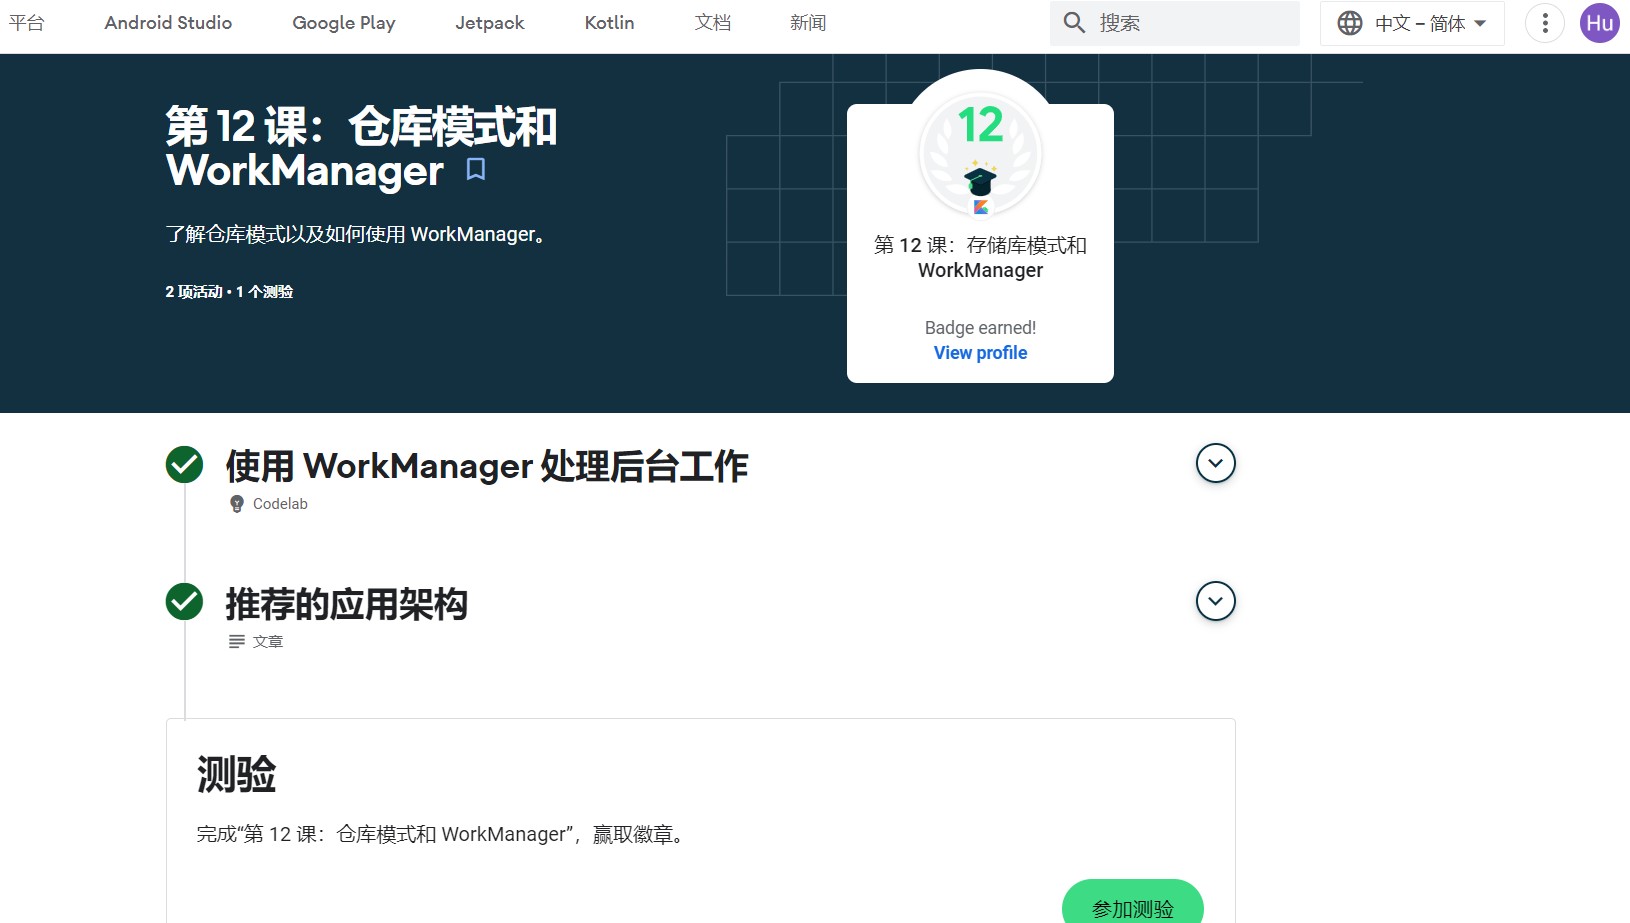 平台 Android Studio Google Play Jetpack Kotlin 文档 新闻 搜索 中文 – 简体 Hu
第 12 课：仓库模式和
WorkManager
了解仓库模式以及如何使用 WorkManager。
2 项活动 • 1 个测验
12
第 12 课：存储库模式和
WorkManager
Badge earned!
View profile
使用 WorkManager 处理后台工作
Codelab
推荐的应用架构
文章
测验
完成“第 12 课：仓库模式和 WorkManager”，赢取徽章。
参加测验